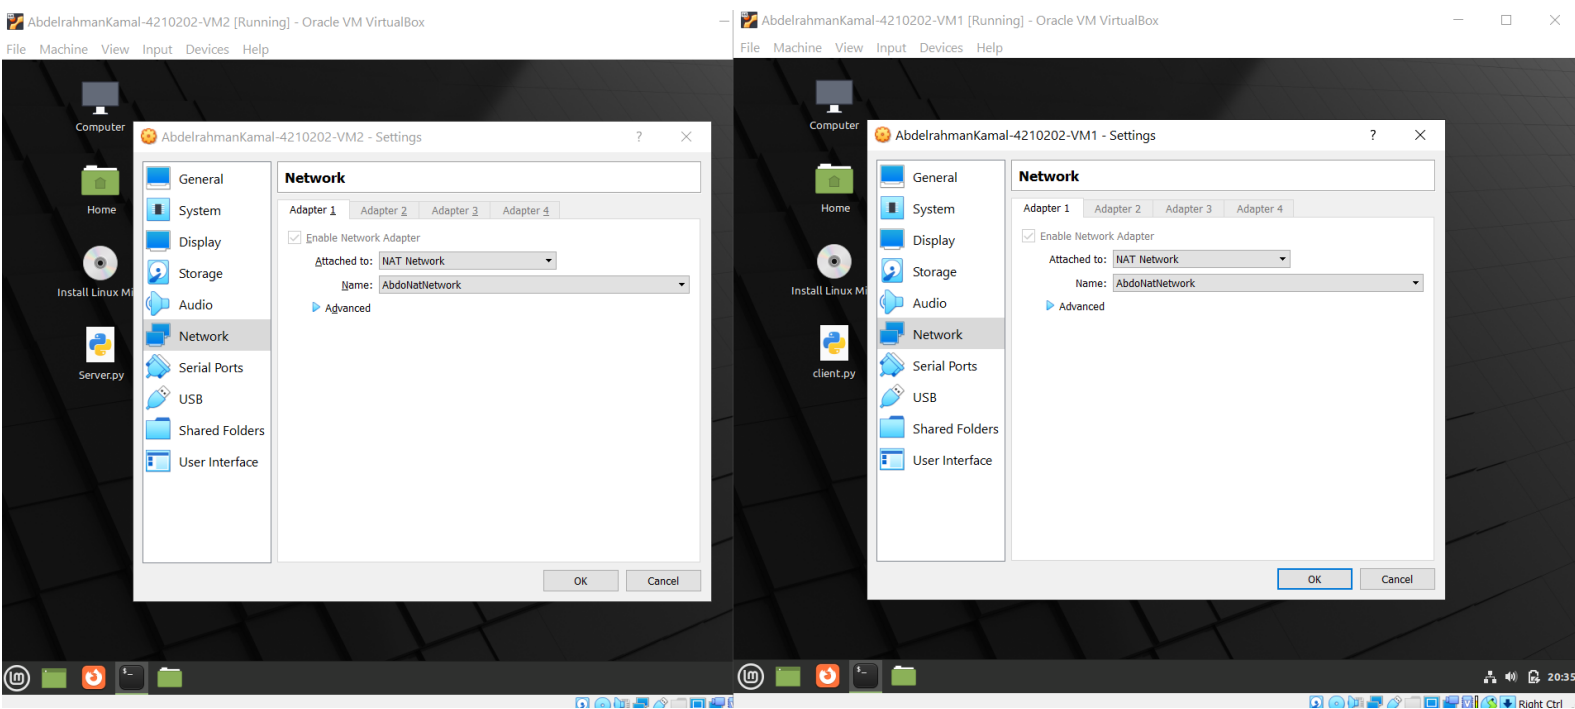 AbdelrahmanKamal-4210202-VM2 [Running] - Oracle VM VirtualBox
File Machine View Input Devices Help
Computer
Home
Install Linux Mi
Server.py
AbdelrahmanKamal-4210202-VM2 - Settings
?
General
System
Display
Storage
Audio
Network
Serial Ports
USB
Shared Folders
User Interface
Network
Adapter 1 Adapter 2 Adapter 3 Adapter 4
Enable Network Adapter
Attached to: NAT Network
Name: AbdoNatNetwork
Advanced
OK Cancel
AbdelrahmanKamal-4210202-VM1 [Running] - Oracle VM VirtualBox
File Machine View Input Devices Help
Computer
Home
Install Linux Mi
client.py
AbdelrahmanKamal-4210202-VM1 - Settings
?
General
System
Display
Storage
Audio
Network
Serial Ports
USB
Shared Folders
User Interface
Network
Adapter 1 Adapter 2 Adapter 3 Adapter 4
Enable Network Adapter
Attached to: NAT Network
Name: AbdoNatNetwork
Advanced
OK Cancel
20:35
Right Ctrl